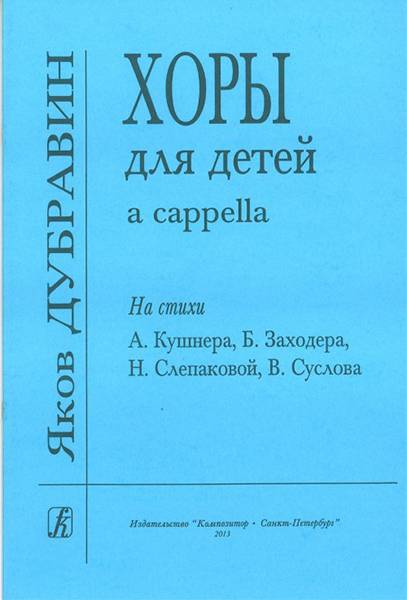 Яков ДУБРАВИН
ХОРЫ
для детей
a cappella
На стихи
А. Кушнера, Б. Заходера,
Н. Слепаковой, В. Суслова
Издательство "Композитор • Санкт-Петербург"
2013